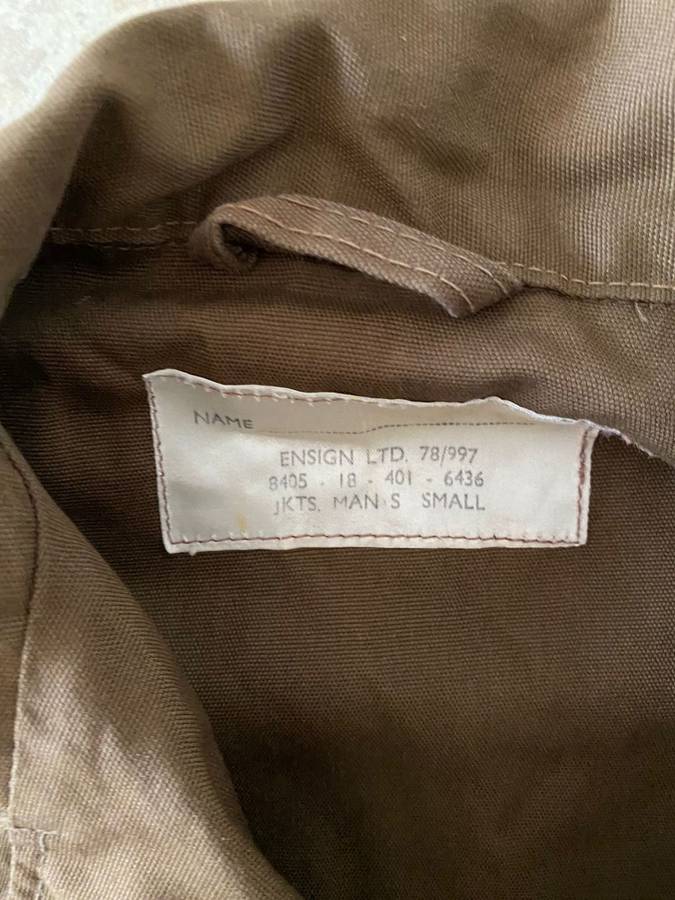 NAME
ENSIGN LTD. 78/997
8405 - 18 - 401 - 6436
JKTS. MAN'S SMALL